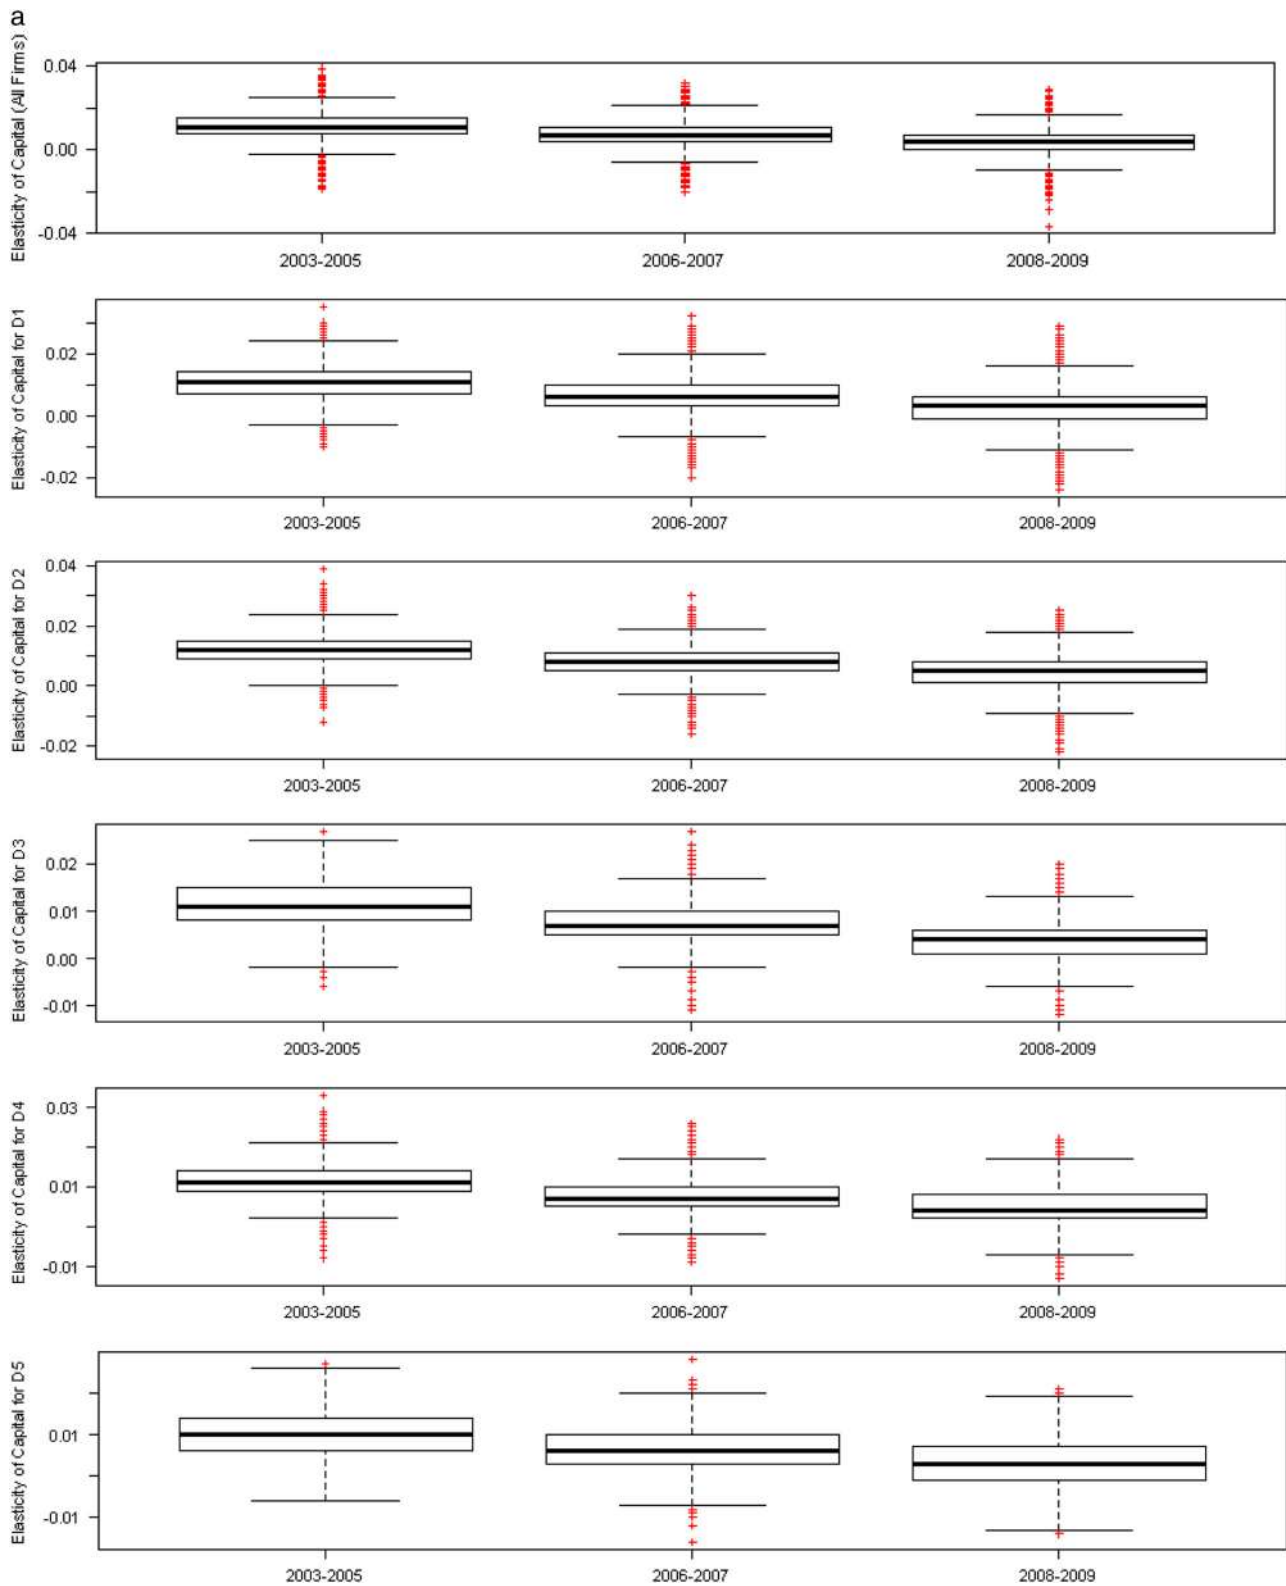 a
Elasticity of Capital (All Firms)
0.04
0.00
-0.04
2003-2005 2006-2007 2008-2009
Elasticity of Capital for D1
0.02
0.00
-0.02
2003-2005 2006-2007 2008-2009
Elasticity of Capital for D2
0.04
0.02
0.00
-0.02
2003-2005 2006-2007 2008-2009
Elasticity of Capital for D3
0.02
0.01
0.00
-0.01
2003-2005 2006-2007 2008-2009
Elasticity of Capital for D4
0.03
0.01
-0.01
2003-2005 2006-2007 2008-2009
Elasticity of Capital for D5
0.01
-0.01
2003-2005 2006-2007 2008-2009